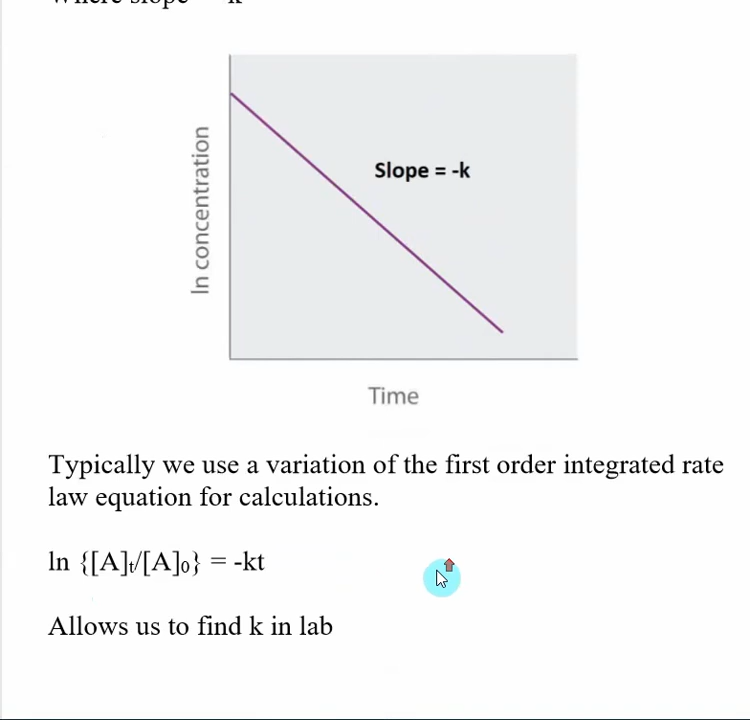 ln concentration
Slope = -k
Time
Typically we use a variation of the first order integrated rate
law equation for calculations.
ln {[A]t/[A]0} = -kt
Allows us to find k in lab